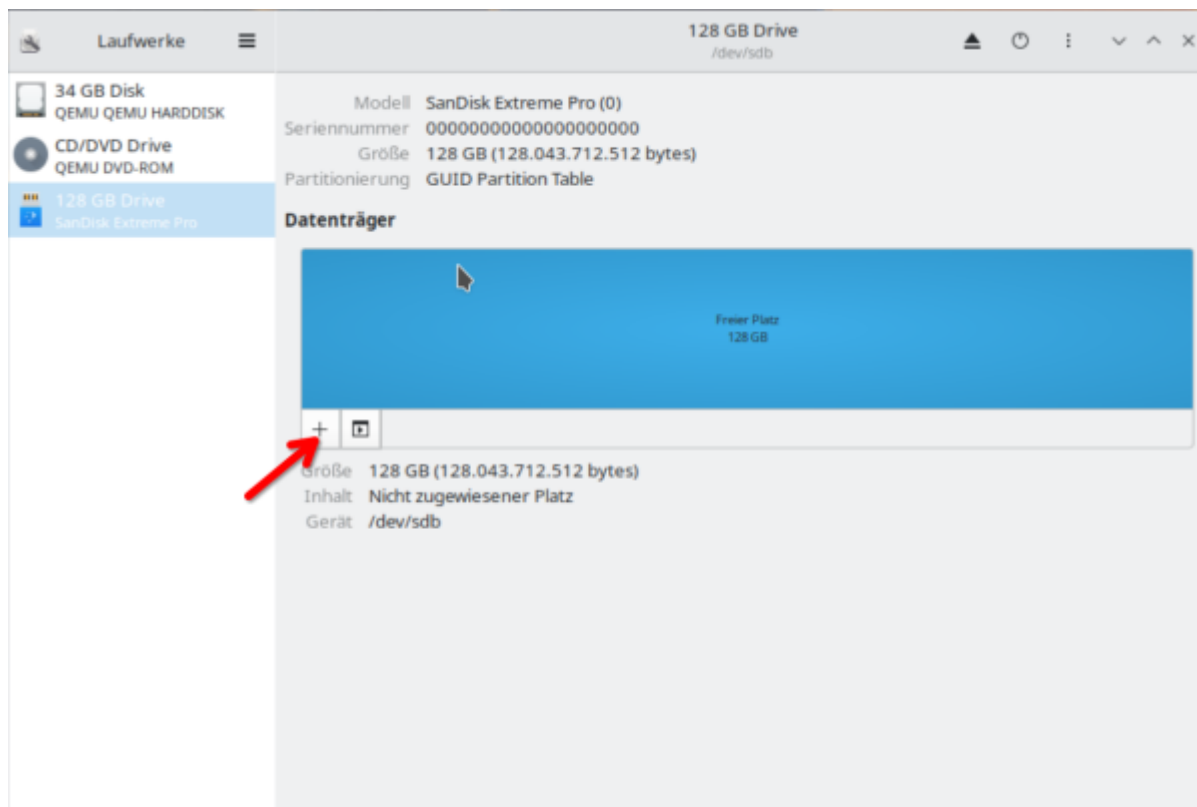 Laufwerke
128 GB Drive
/dev/sdb
34 GB Disk
QEMU QEMU HARDDISK
CD/DVD Drive
QEMU DVD-ROM
128 GB Drive
SanDisk Extreme Pro
Modell SanDisk Extreme Pro (0)
Seriennummer 00000000000000000000
Größe 128 GB (128.043.712.512 bytes)
Partitionierung GUID Partition Table
Datenträger
Freier Platz
128 GB
Größe 128 GB (128.043.712.512 bytes)
Inhalt Nicht zugewiesener Platz
Gerät /dev/sdb